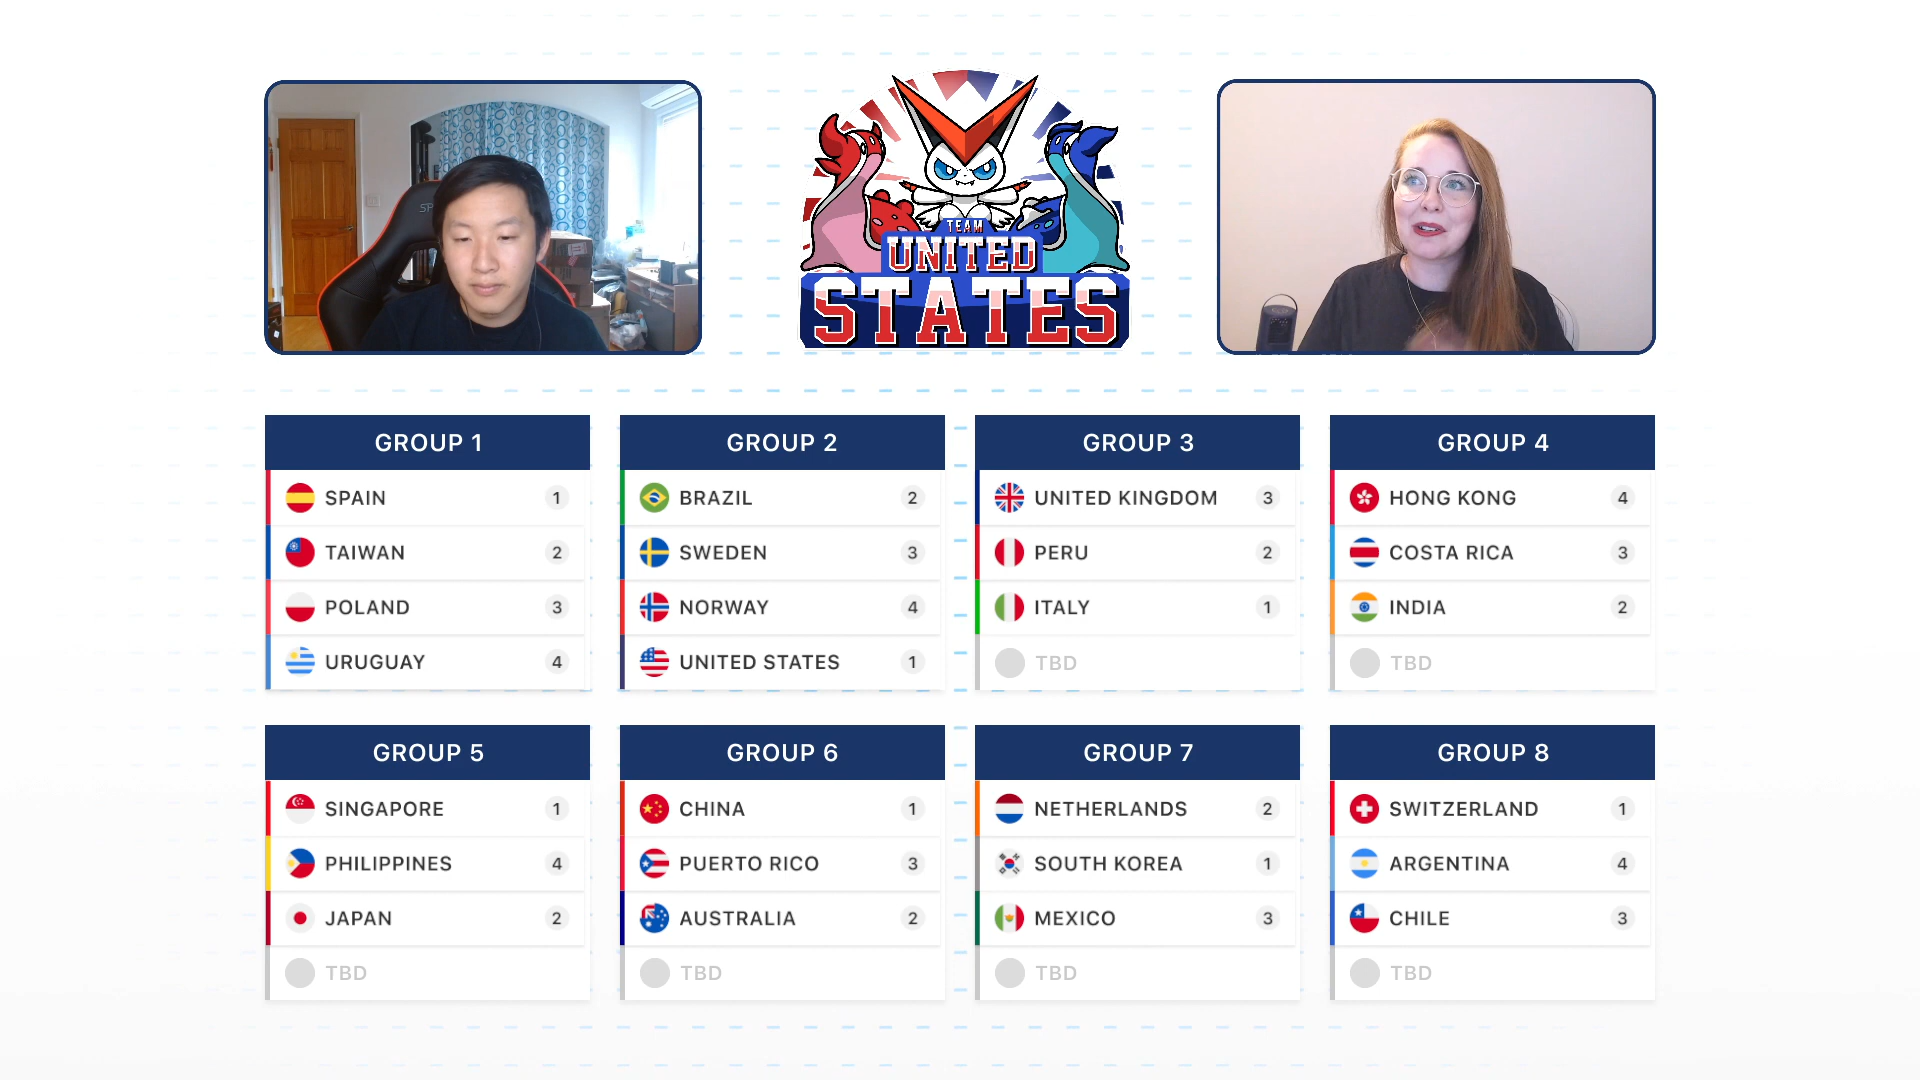 SP
TEAM
UNITED
STATES
GROUP 1
SPAIN 1
TAIWAN 2
POLAND 3
URUGUAY 4
GROUP 2
BRAZIL 2
SWEDEN 3
NORWAY 4
UNITED STATES 1
GROUP 3
UNITED KINGDOM 3
PERU 2
ITALY 1
TBD
GROUP 4
HONG KONG 4
COSTA RICA 3
INDIA 2
TBD
GROUP 5
SINGAPORE 1
PHILIPPINES 4
JAPAN 2
TBD
GROUP 6
CHINA 1
PUERTO RICO 3
AUSTRALIA 2
TBD
GROUP 7
NETHERLANDS 2
SOUTH KOREA 1
MEXICO 3
TBD
GROUP 8
SWITZERLAND 1
ARGENTINA 4
CHILE 3
TBD